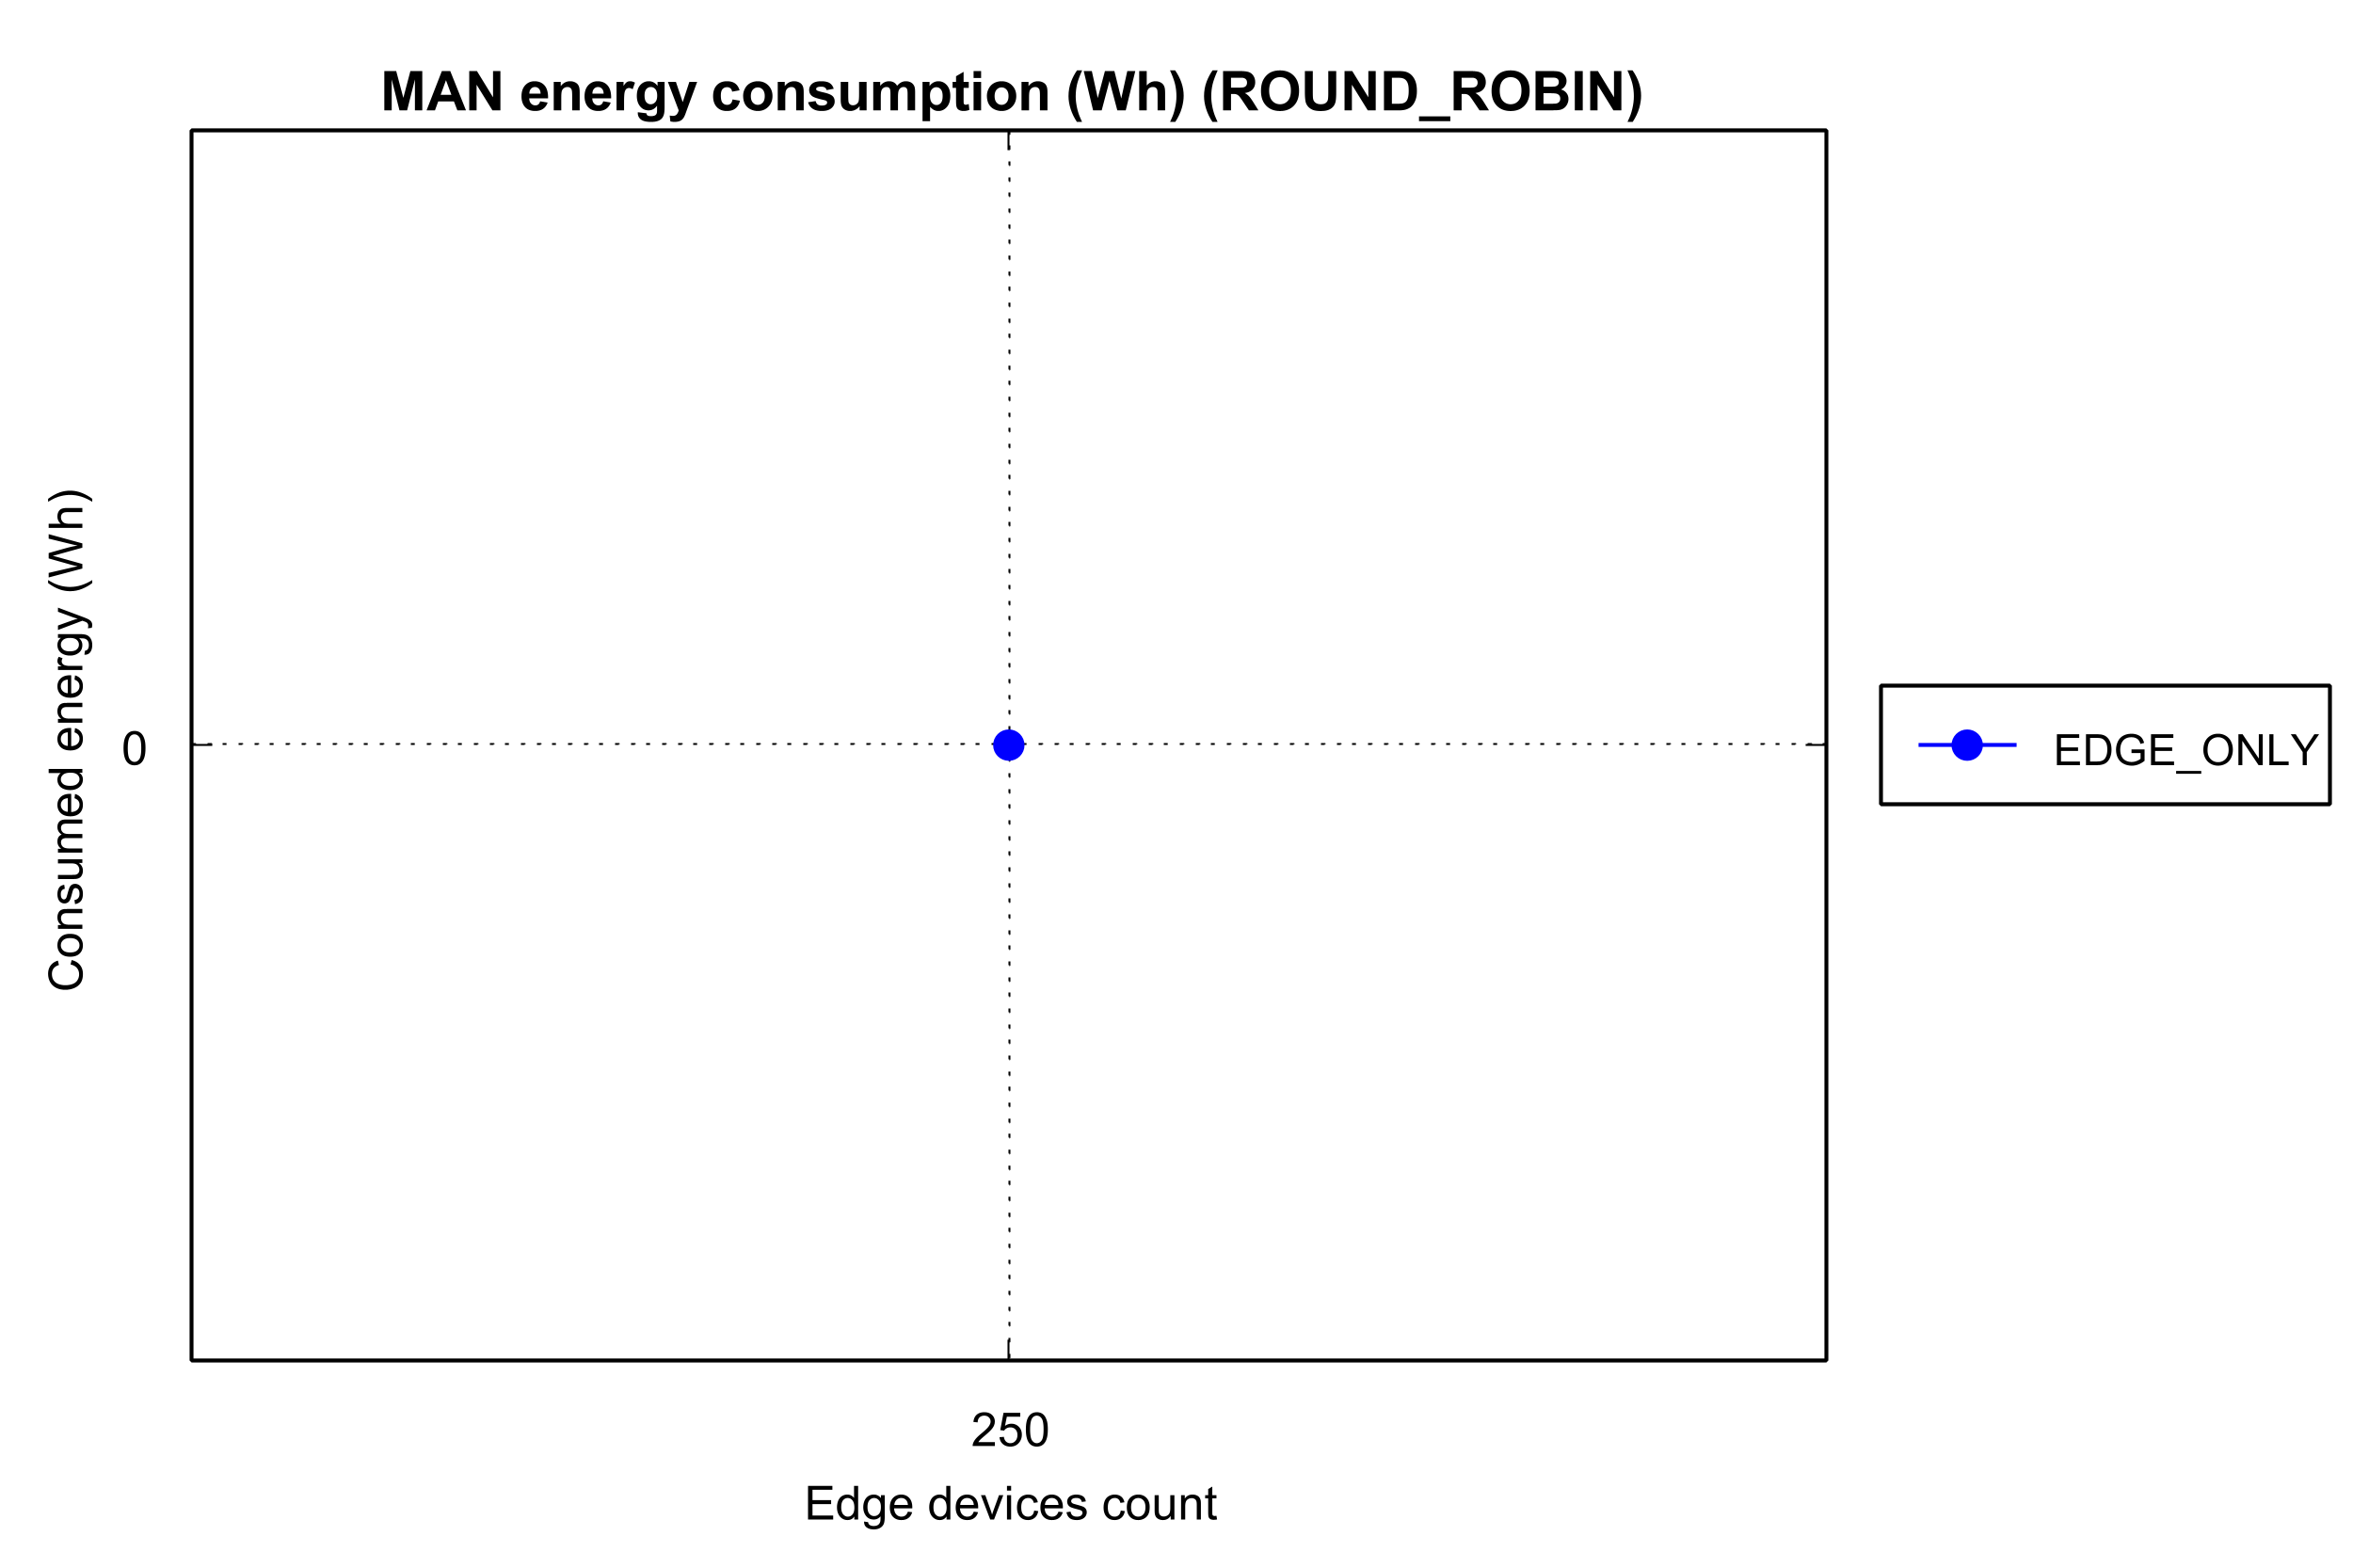 MAN energy consumption (Wh) (ROUND_ROBIN)
Consumed energy (Wh)
0
EDGE_ONLY
250
Edge devices count